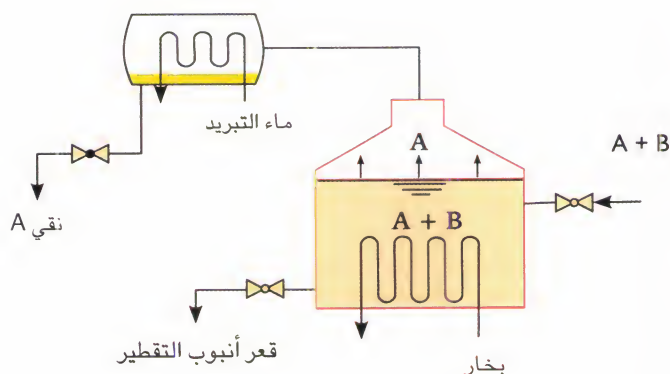 ماء التبريد
A
A + B
نقي A
A + B
قعر أنبوب التقطير
بخار